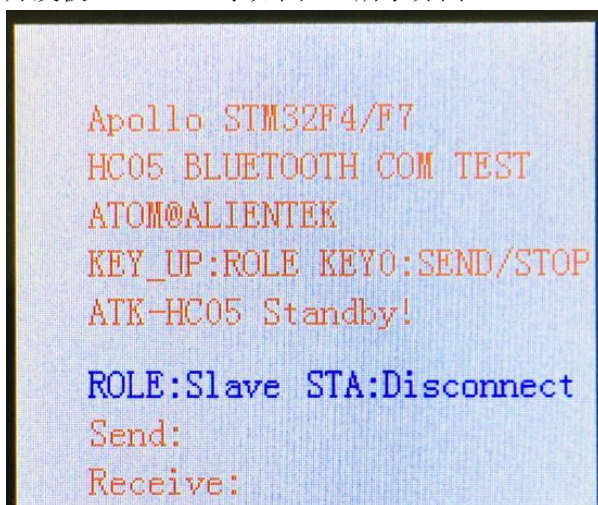 Apollo STM32F4/F7
HC05 BLUETOOTH COM TEST
ATOM@ALIENTEK
KEY_UP:ROLE KEY0:SEND/STOP
ATK-HC05 Standby!
ROLE:Slave STA:Disconnect
Send:
Receive: